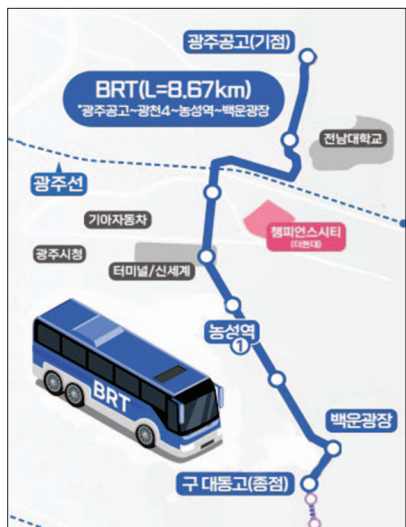 광주공고(기점)
BRT(L=8.67km)
*광주공고~광천4~농성역~백운광장
전남대학교
광주선
기아자동차
챔피언스시티
(더현대)
광주시청
터미널/신세계
농성역
1
BRT
백운광장
구 대동고(종점)